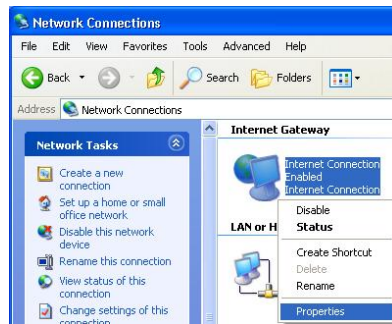 Network Connections
File Edit View Favorites Tools Advanced Help
Back Search Folders
Address Network Connections
Network Tasks
Create a new
connection
Set up a home or small
office network
Disable this network
device
Rename this connection
View status of this
connection
Change settings of this
connection
Internet Gateway
Internet Connection
Enabled
Internet Connection
LAN or H
Disable
Status
Create Shortcut
Delete
Rename
Properties